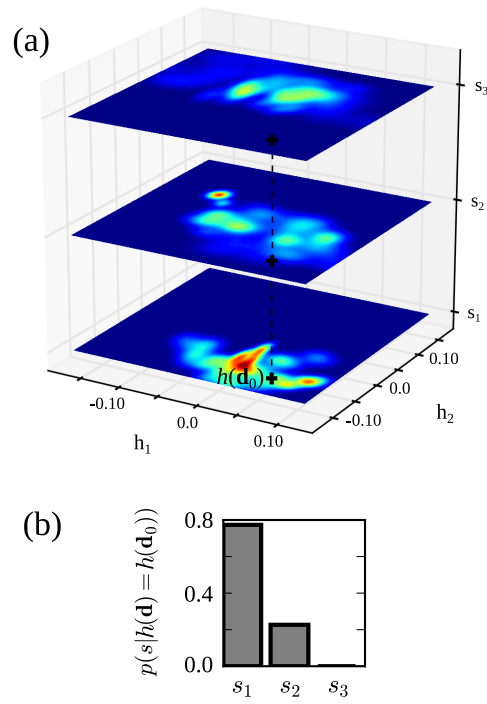 (a)
s₃
s₂
s₁
h(d₀)
0.10
0.0
-0.10
h₂
-0.10
0.0
0.10
h₁
(b)
p(s|h(d) = h(d₀))
0.8
0.4
0.0
s₁ s₂ s₃